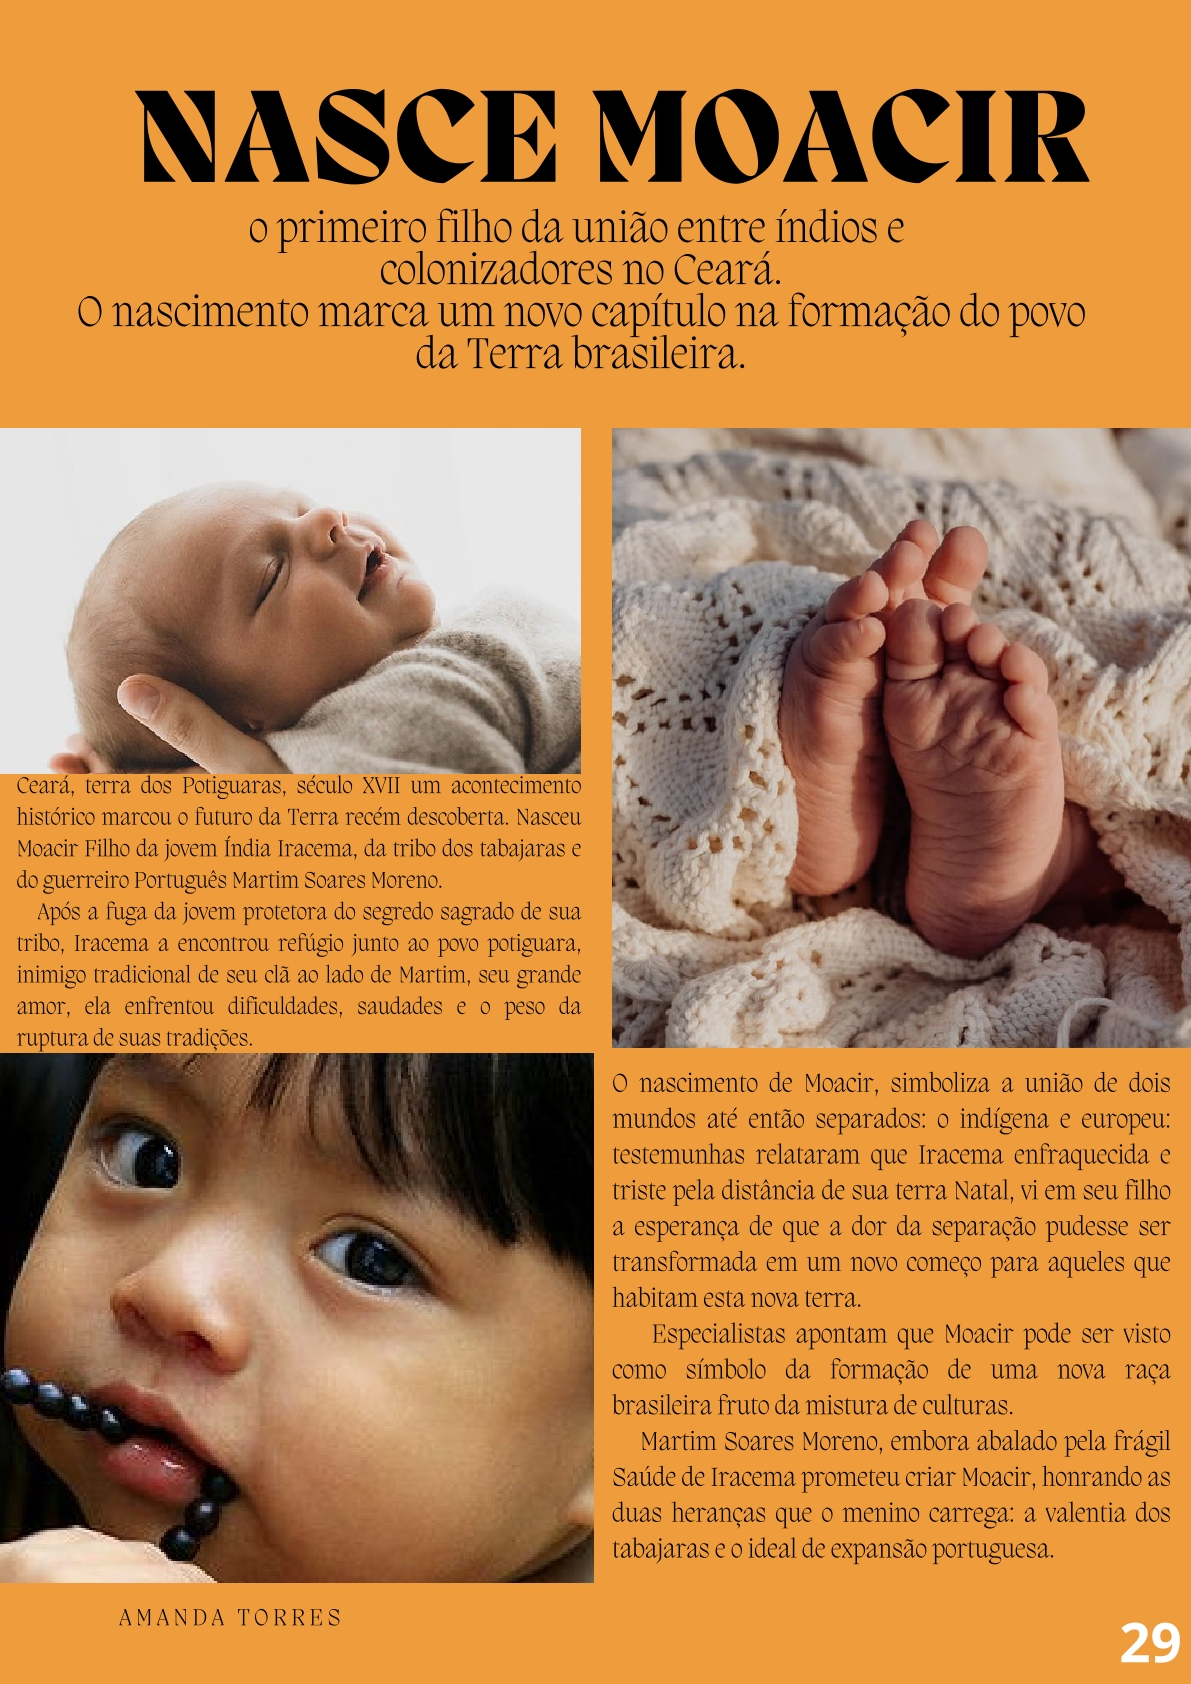 NASCE MOACIR
o primeiro filho da união entre índios e
colonizadores no Ceará.
O nascimento marca um novo capítulo na formação do povo
da Terra brasileira.
Ceará, terra dos Potiguaras, século XVII um acontecimento
histórico marcou o futuro da Terra recém descoberta. Nasceu
Moacir Filho da jovem Índia Iracema, da tribo dos tabajaras e
do guerreiro Português Martim Soares Moreno.
Após a fuga da jovem protetora do segredo sagrado de sua
tribo, Iracema a encontrou refúgio junto ao povo potiguara,
inimigo tradicional de seu clã ao lado de Martim, seu grande
amor, ela enfrentou dificuldades, saudades e o peso da
ruptura de suas tradições.
O nascimento de Moacir, simboliza a união de dois
mundos até então separados: o indígena e europeu:
testemunhas relataram que Iracema enfraquecida e
triste pela distância de sua terra Natal, vi em seu filho
a esperança de que a dor da separação pudesse ser
transformada em um novo começo para aqueles que
habitam esta nova terra.
Especialistas apontam que Moacir pode ser visto
como símbolo da formação de uma nova raça
brasileira fruto da mistura de culturas.
Martim Soares Moreno, embora abalado pela frágil
Saúde de Iracema prometeu criar Moacir, honrando as
duas heranças que o menino carrega: a valentia dos
tabajaras e o ideal de expansão portuguesa.
AMANDA TORRES
29